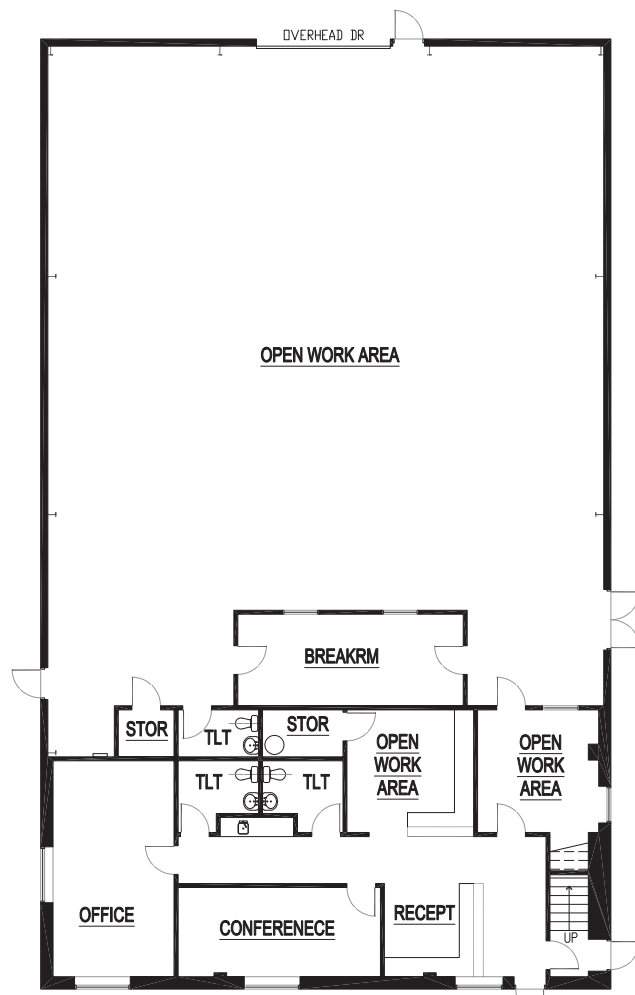 OVERHEAD DR
OPEN WORK AREA
BREAKRM
STOR
TLT
STOR
OPEN
WORK
AREA
OPEN
WORK
AREA
TLT
TLT
OFFICE
CONFERENECE
RECEPT
UP